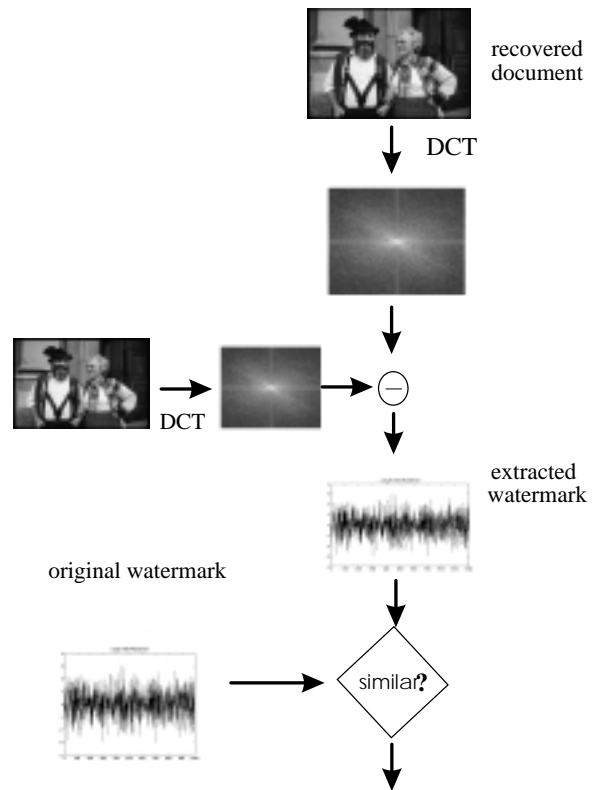 recovered
document
DCT
DCT
extracted
watermark
original watermark
similar?